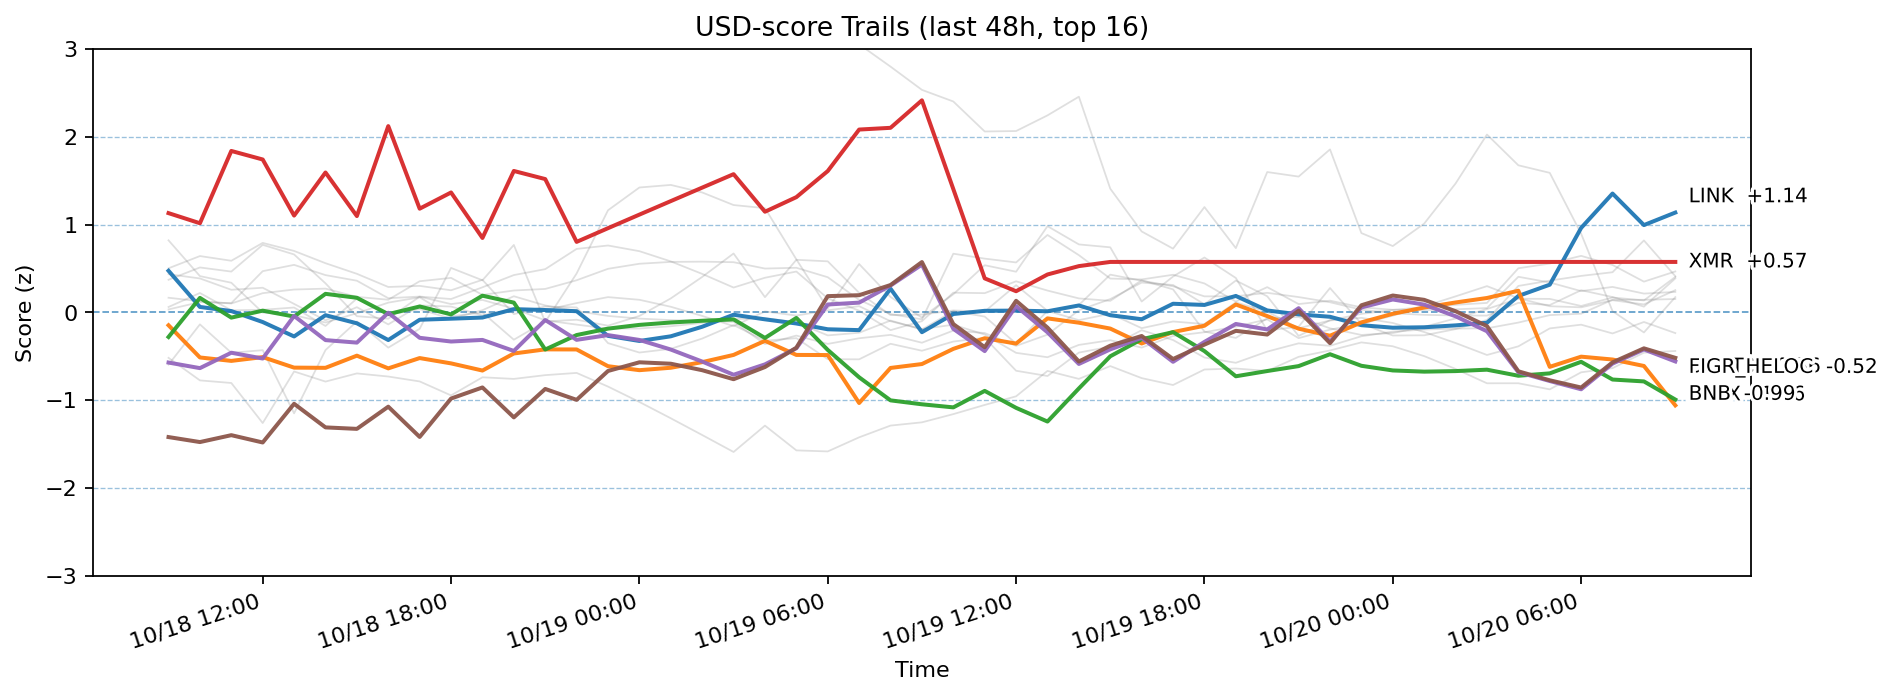 USD-score Trails (last 48h, top 16)
Score (z)
3
2
1
0
−1
−2
−3
LINK +1.14
XMR +0.57
-0.52
BNB
10/18 12:00
10/18 18:00
10/19 00:00
10/19 06:00
10/19 12:00
10/19 18:00
10/20 00:00
10/20 06:00
Time